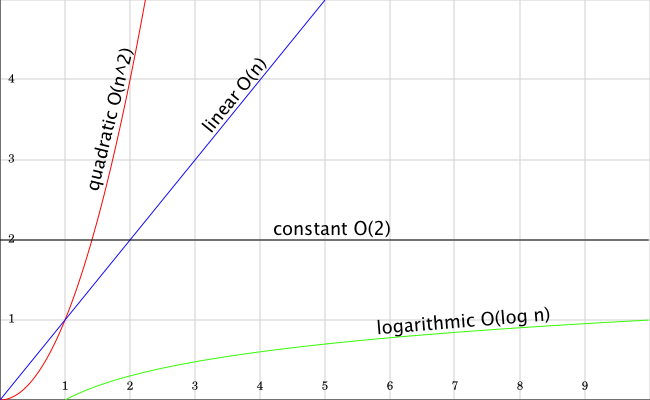 quadratic O(n^2)
linear O(n)
4
3
constant O(2)
2
1
logarithmic O(log n)
1 2 3 4 5 6 7 8 9